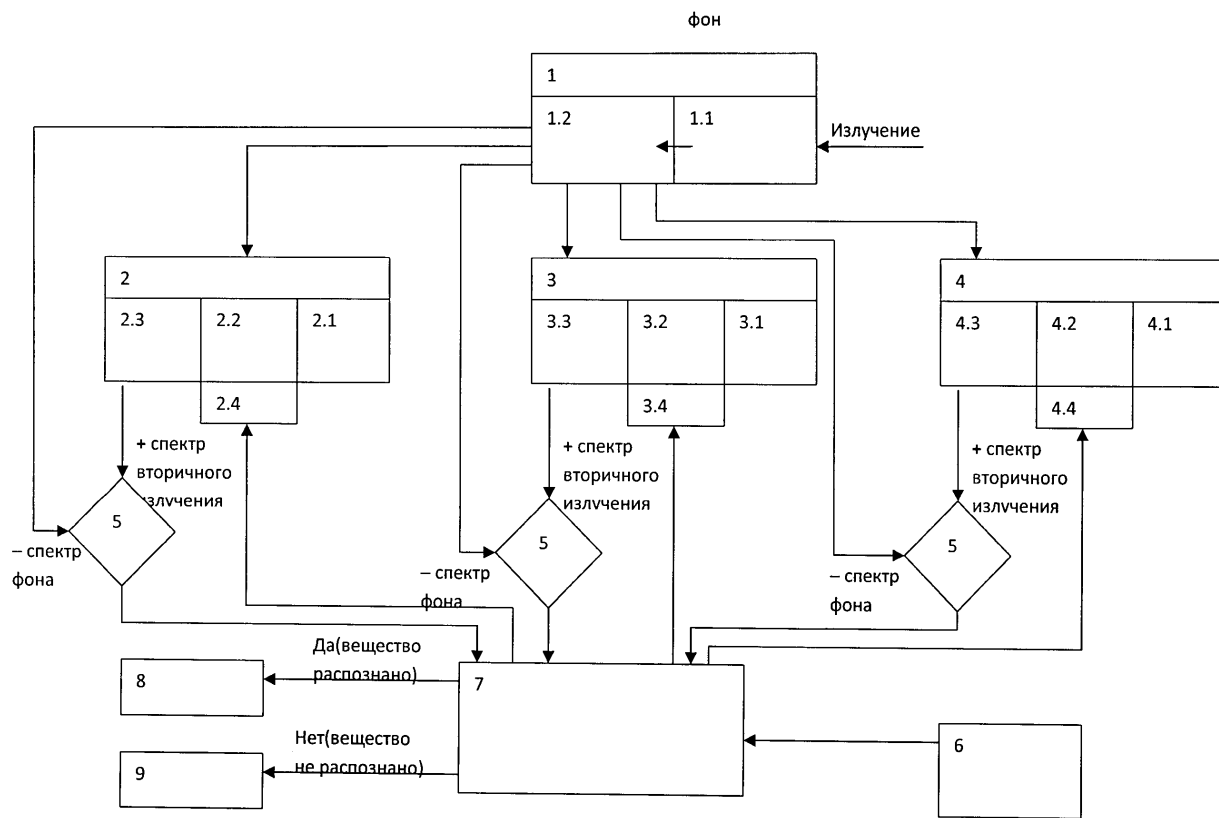 фон
1
1.2
1.1
Излучение
2
2.3
2.2
2.1
2.4
3
3.3
3.2
3.1
3.4
4
4.3
4.2
4.1
4.4
+ спектр
вторичного
излучения
+ спектр
вторичного
излучения
+ спектр
вторичного
излучения
5
5
5
– спектр
фона
– спектр
фона
– спектр
фона
Да(вещество
распознано)
8
7
Нет(вещество
не распознано)
9
6